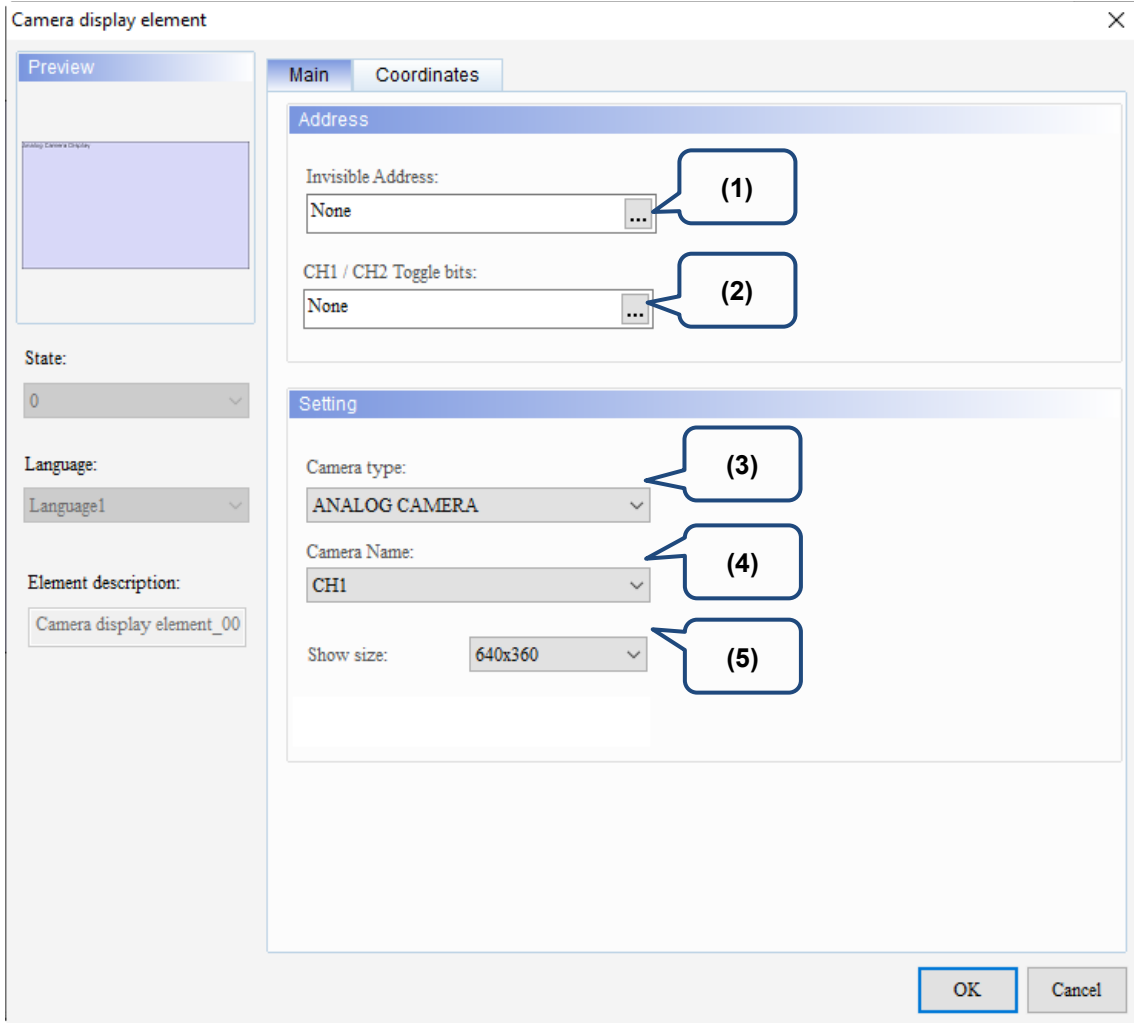 Camera display element
Preview
Analog Camera Display
State:
0
Language:
Language1
Element description:
Camera display element_00
Main Coordinates
Address
Invisible Address:
None ...
(1)
CH1 / CH2 Toggle bits:
None ...
(2)
Setting
Camera type:
ANALOG CAMERA
(3)
Camera Name:
CH1
(4)
Show size: 640x360
(5)
OK Cancel